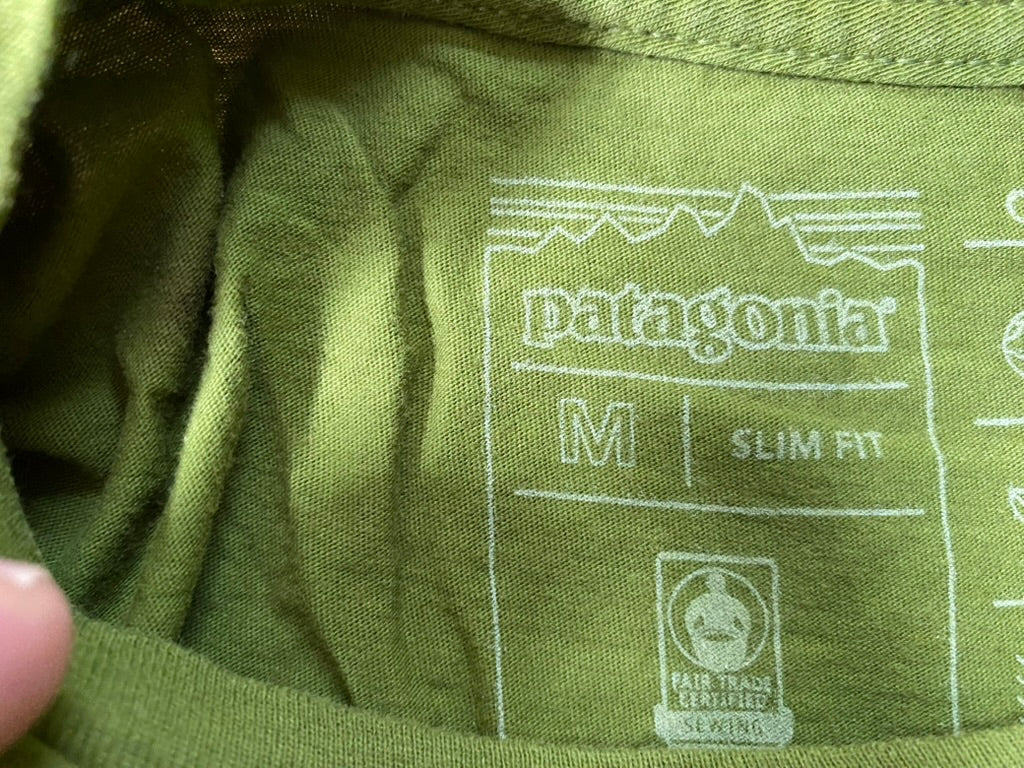 patagonia®
M SLIM FIT
FAIR TRADE
CERTIFIED
SEWING